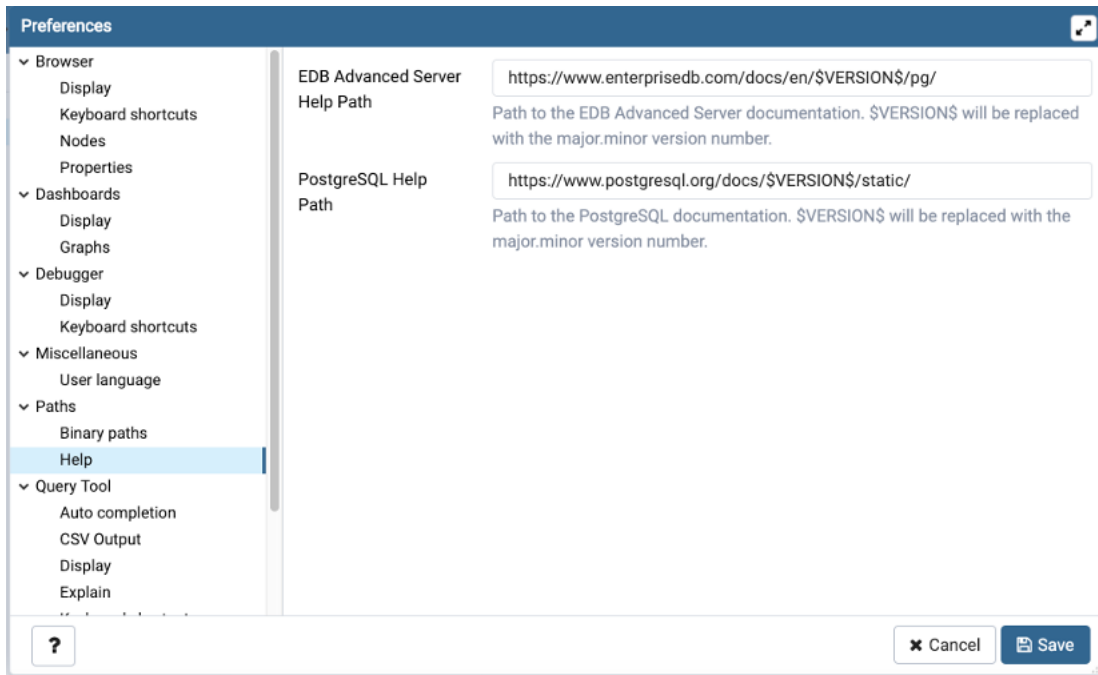 Preferences
Browser
Display
Keyboard shortcuts
Nodes
Properties
Dashboards
Display
Graphs
Debugger
Display
Keyboard shortcuts
Miscellaneous
User language
Paths
Binary paths
Help
Query Tool
Auto completion
CSV Output
Display
Explain
EDB Advanced Server
Help Path
https://www.enterprisedb.com/docs/en/$VERSION$/pg/
Path to the EDB Advanced Server documentation. $VERSION$ will be replaced
with the major.minor version number.
PostgreSQL Help
Path
https://www.postgresql.org/docs/$VERSION$/static/
Path to the PostgreSQL documentation. $VERSION$ will be replaced with the
major.minor version number.
?
Cancel
Save